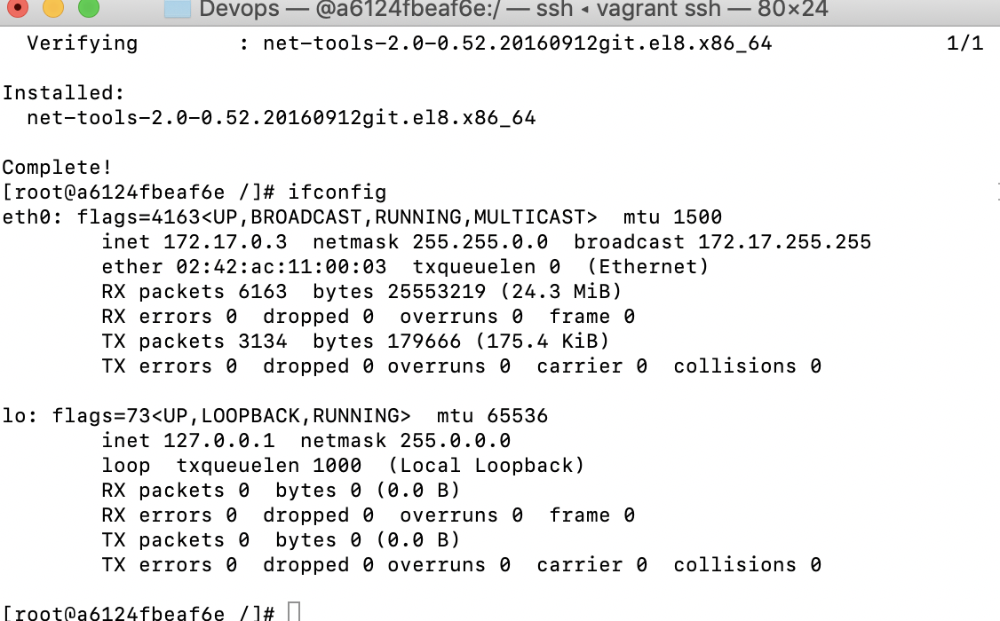 Devops — @a6124fbeaf6e:/ — ssh ◂ vagrant ssh — 80×24
  Verifying        : net-tools-2.0-0.52.20160912git.el8.x86_64              1/1

Installed:
  net-tools-2.0-0.52.20160912git.el8.x86_64

Complete!
[root@a6124fbeaf6e /]# ifconfig
eth0: flags=4163<UP,BROADCAST,RUNNING,MULTICAST>  mtu 1500
        inet 172.17.0.3  netmask 255.255.0.0  broadcast 172.17.255.255
        ether 02:42:ac:11:00:03  txqueuelen 0  (Ethernet)
        RX packets 6163  bytes 25553219 (24.3 MiB)
        RX errors 0  dropped 0  overruns 0  frame 0
        TX packets 3134  bytes 179666 (175.4 KiB)
        TX errors 0  dropped 0 overruns 0  carrier 0  collisions 0

lo: flags=73<UP,LOOPBACK,RUNNING>  mtu 65536
        inet 127.0.0.1  netmask 255.0.0.0
        loop  txqueuelen 1000  (Local Loopback)
        RX packets 0  bytes 0 (0.0 B)
        RX errors 0  dropped 0  overruns 0  frame 0
        TX packets 0  bytes 0 (0.0 B)
        TX errors 0  dropped 0 overruns 0  carrier 0  collisions 0

[root@a6124fbeaf6e /]#